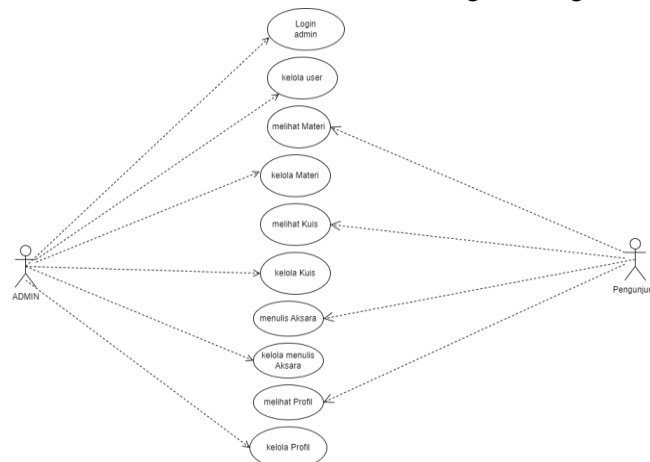 Login
admin
kelola user
melihat Materi
kelola Materi
melihat Kuis
kelola Kuis
ADMIN
Pengunjun
menulis Aksara
kelola menulis
Aksara
melihat Profil
kelola Profil